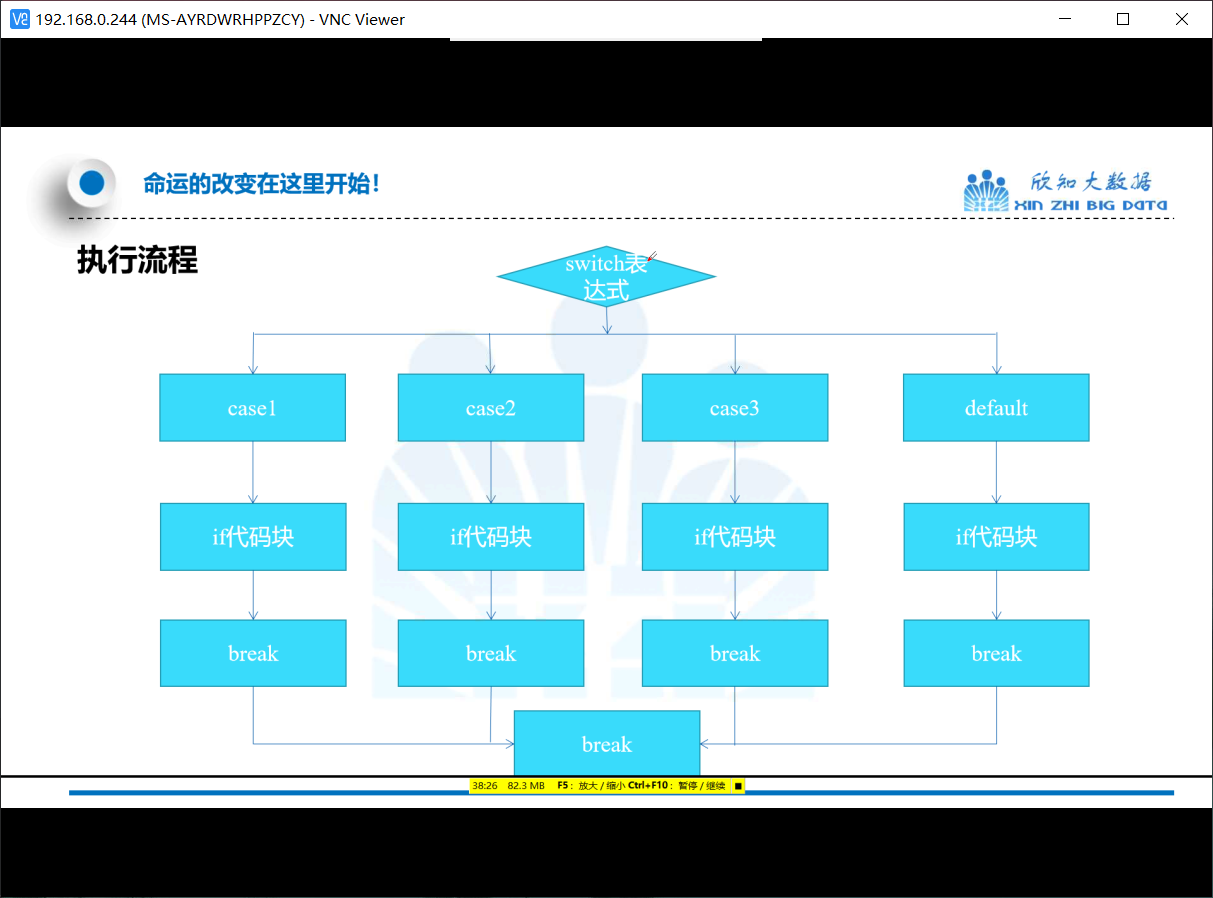 192.168.0.244 (MS-AYRDWRHPPZCY) - VNC Viewer
命运的改变在这里开始!
欣知大数据
XIN ZHI BIG DATA
执行流程
switch表
达式
case1
case2
case3
default
if代码块
if代码块
if代码块
if代码块
break
break
break
break
break
38:26 82.3 MB F5：放大 / 缩小 Ctrl+F10：暂停 / 继续